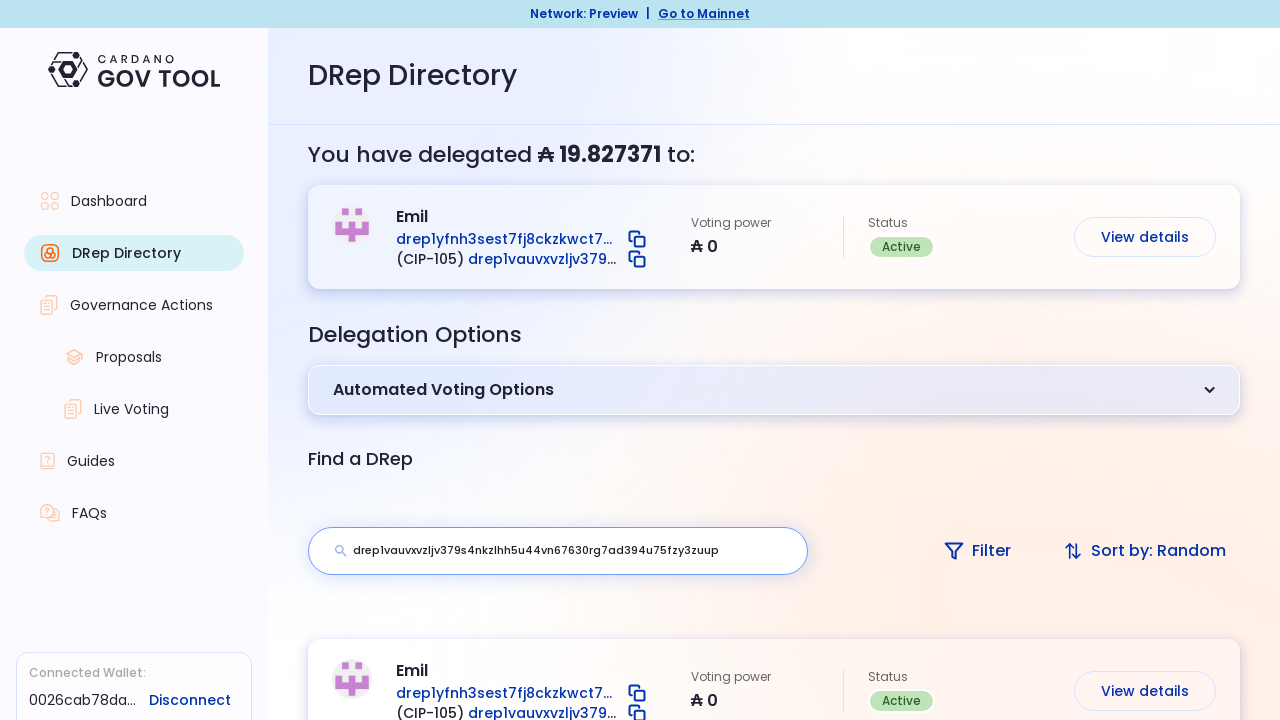 Network: Preview | Go to Mainnet
CARDANO
GOV TOOL
Dashboard
DRep Directory
Governance Actions
Proposals
Live Voting
Guides
FAQs
Connected Wallet:
0026cab78da... Disconnect
DRep Directory
You have delegated ₳ 19.827371 to:
Emil
drep1yfnh3sest7fj8ckzkwct7...
(CIP-105) drep1vauvxvzljv379...
Voting power
₳ 0
Status
Active
View details
Delegation Options
Automated Voting Options
Find a DRep
drep1vauvxvzljv379s4nkzlhh5u44vn67630rg7ad394u75fzy3zuup
Filter
Sort by: Random
Emil
drep1yfnh3sest7fj8ckzkwct7...
(CIP-105) drep1vauvxvzljv379...
Voting power
₳ 0
Status
Active
View details